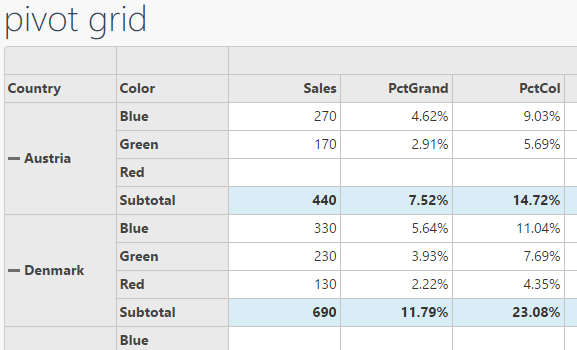 pivot grid
Country Color Sales PctGrand PctCol
Blue 270 4.62% 9.03%
Green 170 2.91% 5.69%
Austria Red
Subtotal 440 7.52% 14.72%
Blue 330 5.64% 11.04%
Green 230 3.93% 7.69%
Denmark Red 130 2.22% 4.35%
Subtotal 690 11.79% 23.08%
Blue